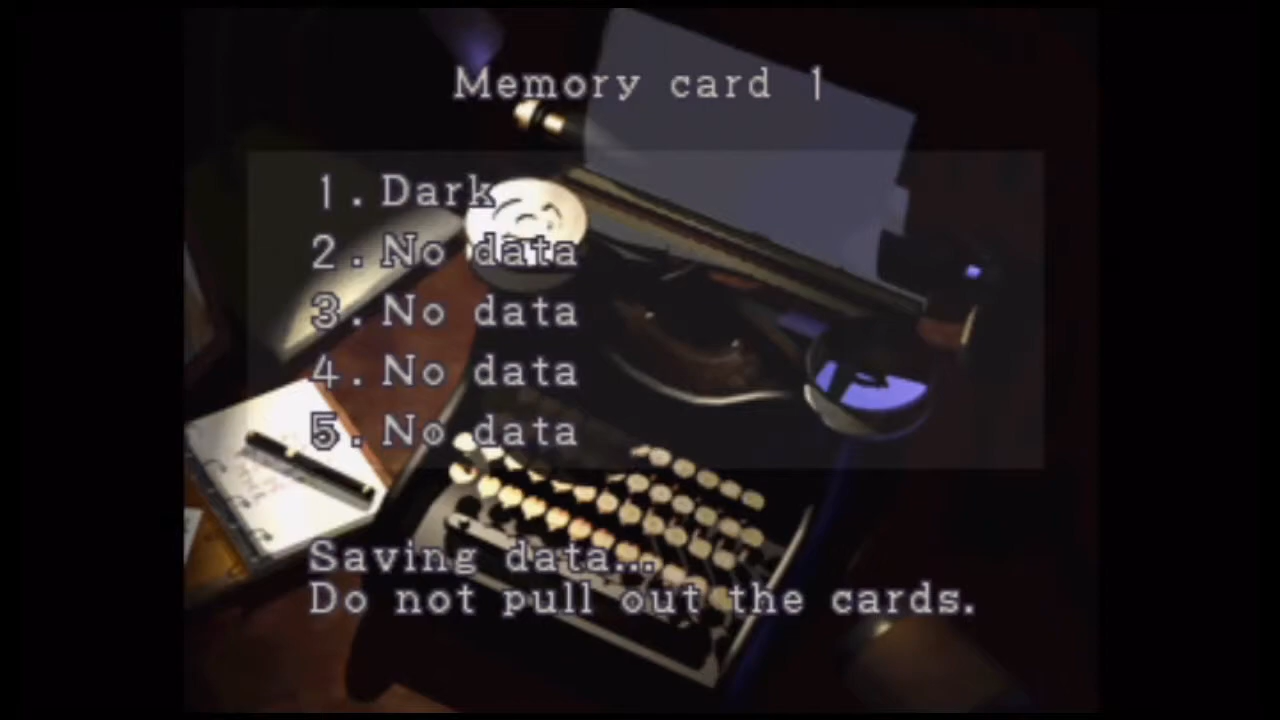 Memory card 1
1. Dark
2. No data
3. No data
4. No data
5. No data
Saving data...
Do not pull out the cards.